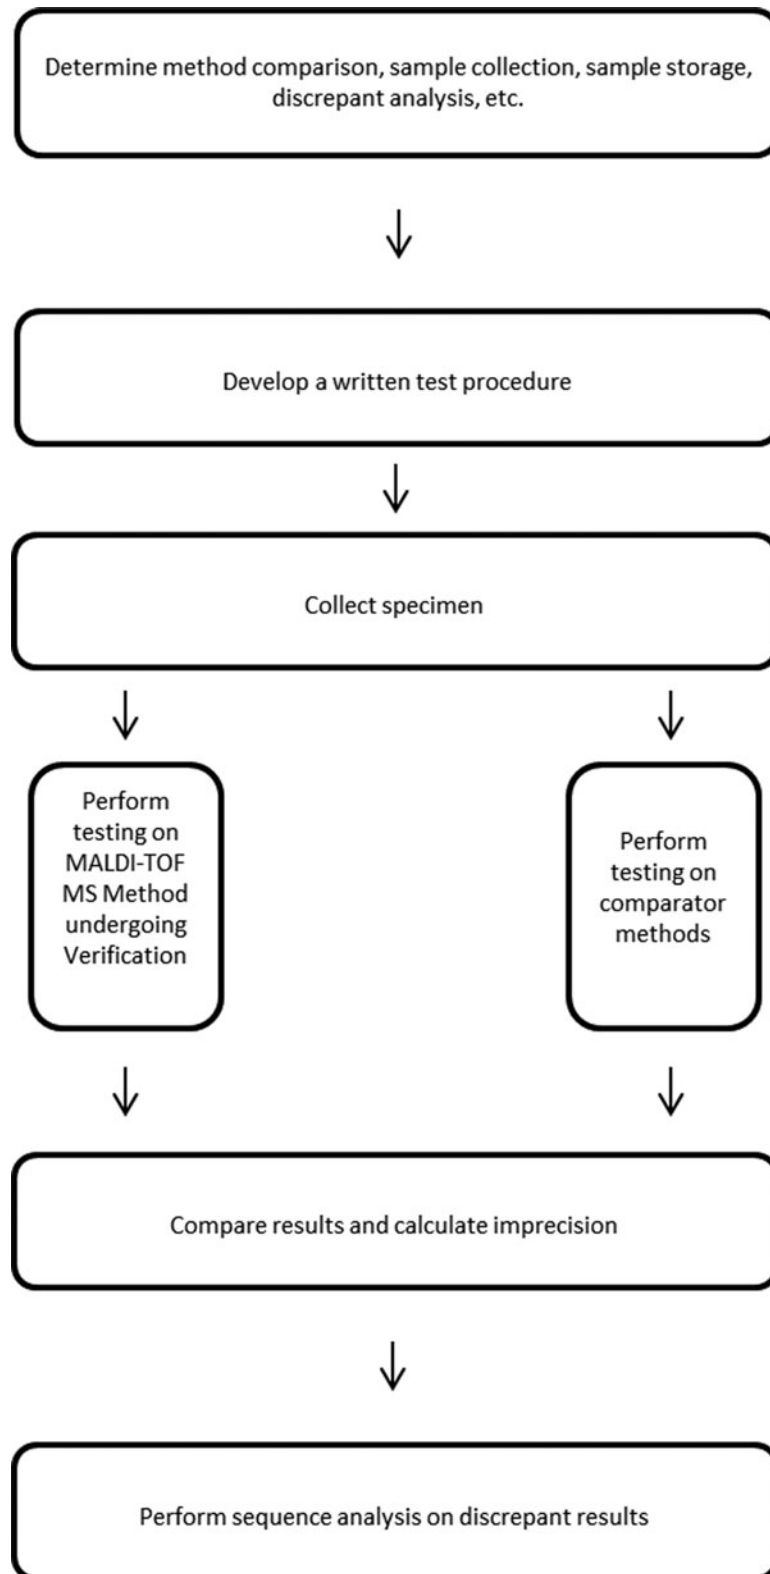 Determine method comparison, sample collection, sample storage,
discrepant analysis, etc.
Develop a written test procedure
Collect specimen
Perform
testing on
MALDI-TOF
MS Method
undergoing
Verification
Perform
testing on
comparator
methods
Compare results and calculate imprecision
Perform sequence analysis on discrepant results